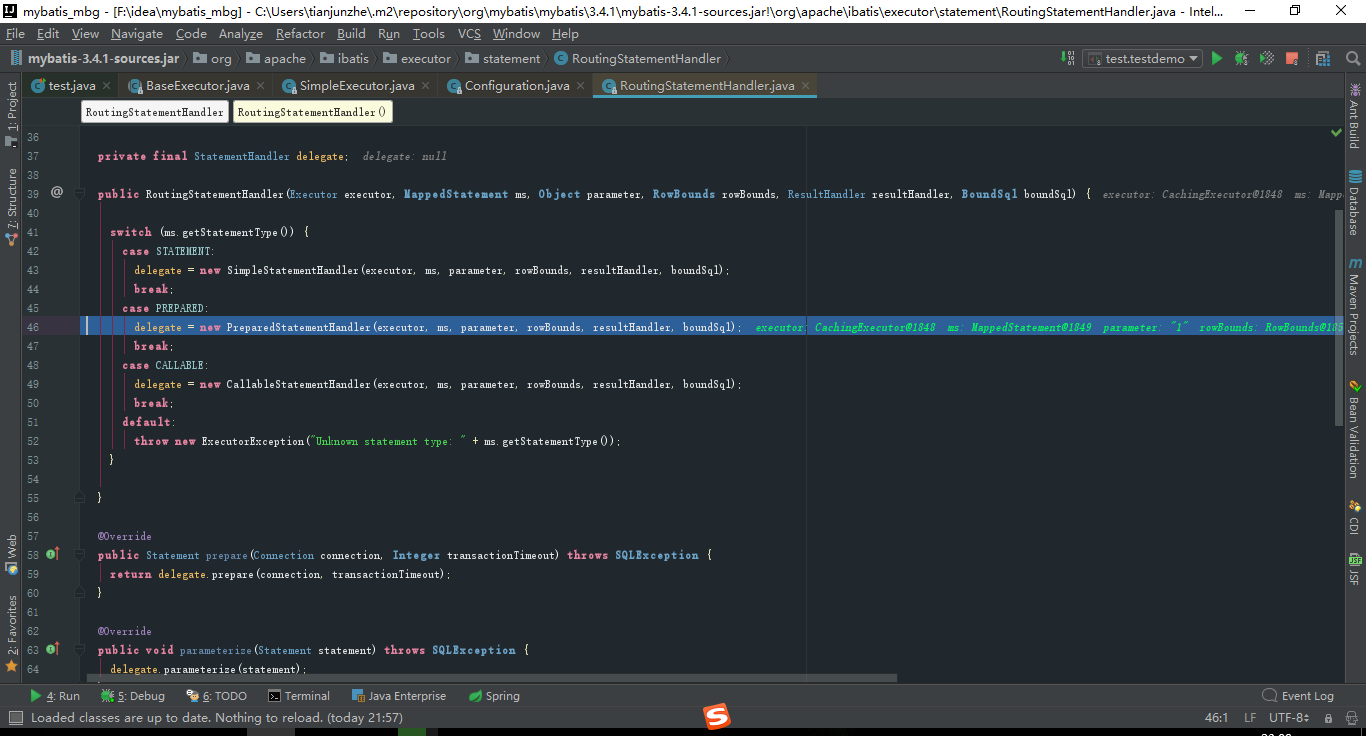 mybatis_mbg - [F:\idea\mybatis_mbg] - C:\Users\tianjunzhe\.m2\repository\org\mybatis\mybatis\3.4.1\mybatis-3.4.1-sources.jar!\org\apache\ibatis\executor\statement\RoutingStatementHandler.java - Intel...
File Edit View Navigate Code Analyze Refactor Build Run Tools VCS Window Help
mybatis-3.4.1-sources.jar org apache ibatis executor statement RoutingStatementHandler test.testdemo
test.java BaseExecutor.java SimpleExecutor.java Configuration.java RoutingStatementHandler.java
RoutingStatementHandler RoutingStatementHandler()
36
37 private final StatementHandler delegate; delegate: null
38
39 @ public RoutingStatementHandler(Executor executor, MappedStatement ms, Object parameter, RowBounds rowBounds, ResultHandler resultHandler, BoundSql boundSql) { executor: CachingExecutor@1848 ms: Mapp
40
41 switch (ms.getStatementType()) {
42 case STATEMENT:
43 delegate = new SimpleStatementHandler(executor, ms, parameter, rowBounds, resultHandler, boundSql);
44 break;
45 case PREPARED:
46 delegate = new PreparedStatementHandler(executor, ms, parameter, rowBounds, resultHandler, boundSql); executor: CachingExecutor@1848 ms: MappedStatement@1849 parameter: "1" rowBounds: RowBounds@185
47 break;
48 case CALLABLE:
49 delegate = new CallableStatementHandler(executor, ms, parameter, rowBounds, resultHandler, boundSql);
50 break;
51 default:
52 throw new ExecutorException("Unknown statement type: " + ms.getStatementType());
53 }
54
55 }
56
57 @Override
58 public Statement prepare(Connection connection, Integer transactionTimeout) throws SQLException {
59 return delegate.prepare(connection, transactionTimeout);
60 }
61
62 @Override
63 public void parameterize(Statement statement) throws SQLException {
64 delegate.parameterize(statement);
1: Project
7: Structure
Web
2: Favorites
Ant Build
Database
Maven Projects
Bean Validation
CDI
JSF
4: Run 5: Debug 6: TODO Terminal Java Enterprise Spring Event Log
Loaded classes are up to date. Nothing to reload. (today 21:57) 46:1 LF UTF-8